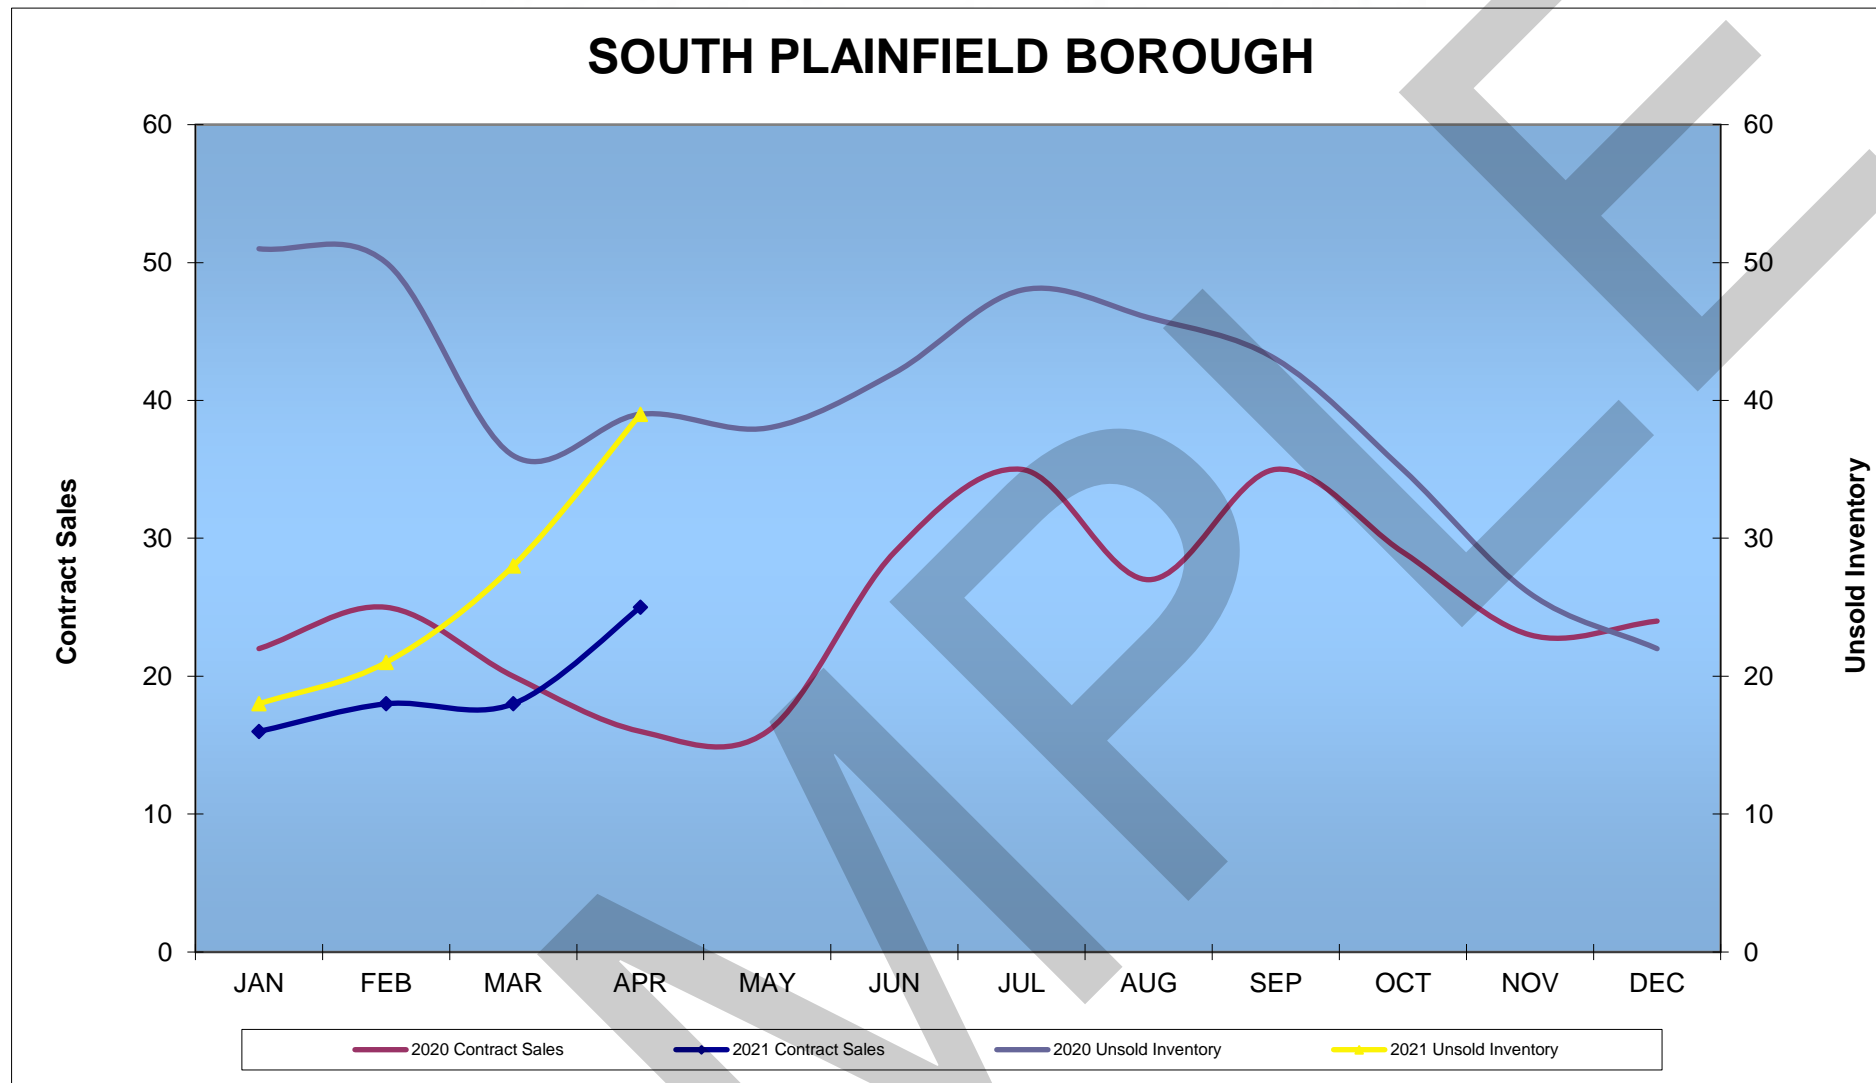 SOUTH PLAINFIELD BOROUGH
60
50
40
30
20
10
0
60
50
40
30
20
10
0
Contract Sales
Unsold Inventory
JAN FEB MAR APR MAY JUN JUL AUG SEP OCT NOV DEC
2020 Contract Sales 2021 Contract Sales 2020 Unsold Inventory 2021 Unsold Inventory
MPLE